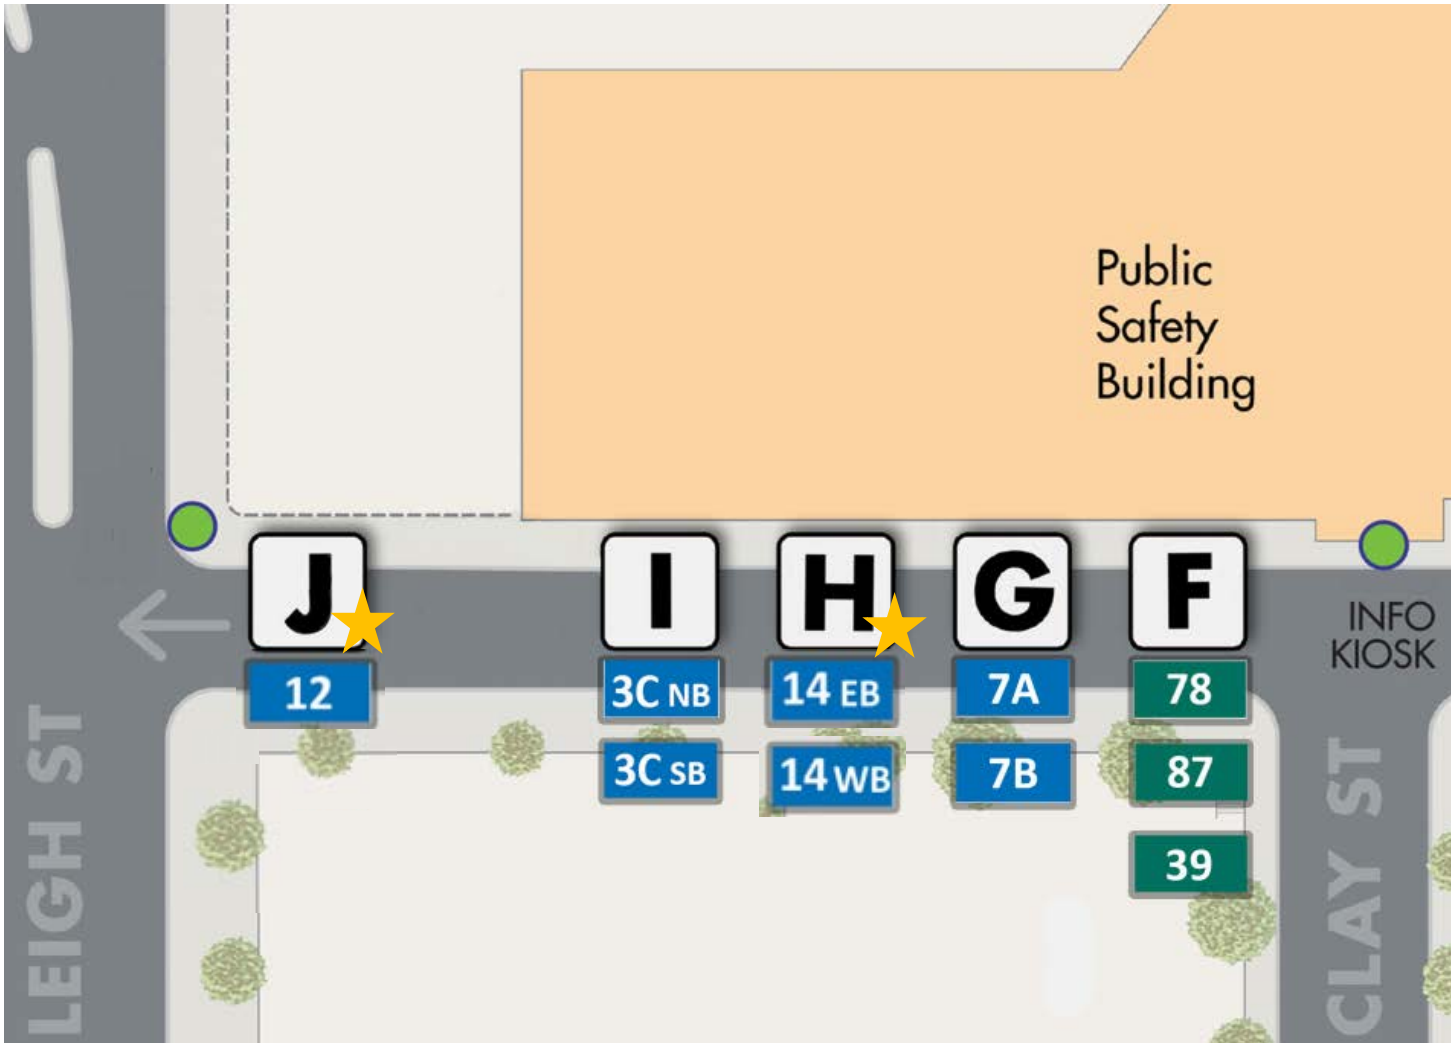 Public
Safety
Building
J
I
H
G
F
INFO
KIOSK
12
3C NB
14 EB
7A
78
3C SB
14 WB
7B
87
39
LEIGH ST
CLAY ST